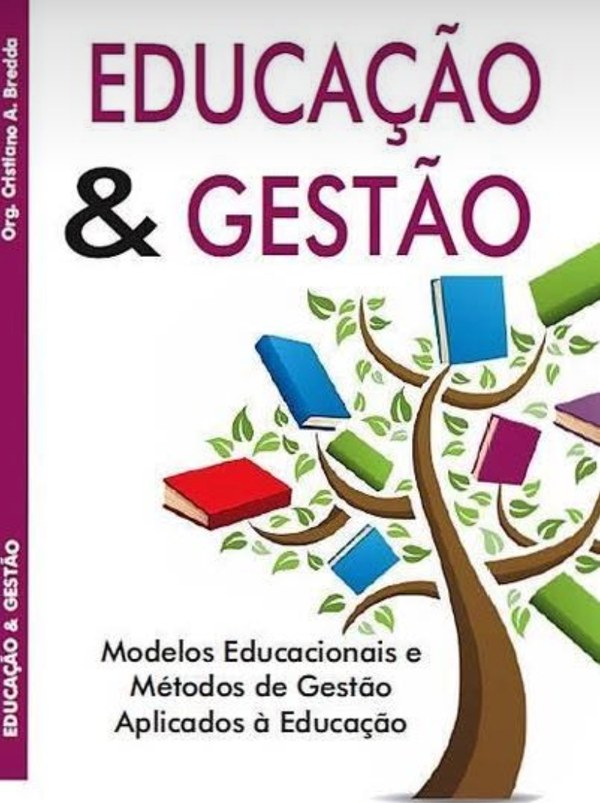 EDUCAÇÃO
& GESTÃO
Modelos Educacionais e
Métodos de Gestão
Aplicados à Educação
Org. Cristiano A. Bredda
EDUCAÇÃO & GESTÃO